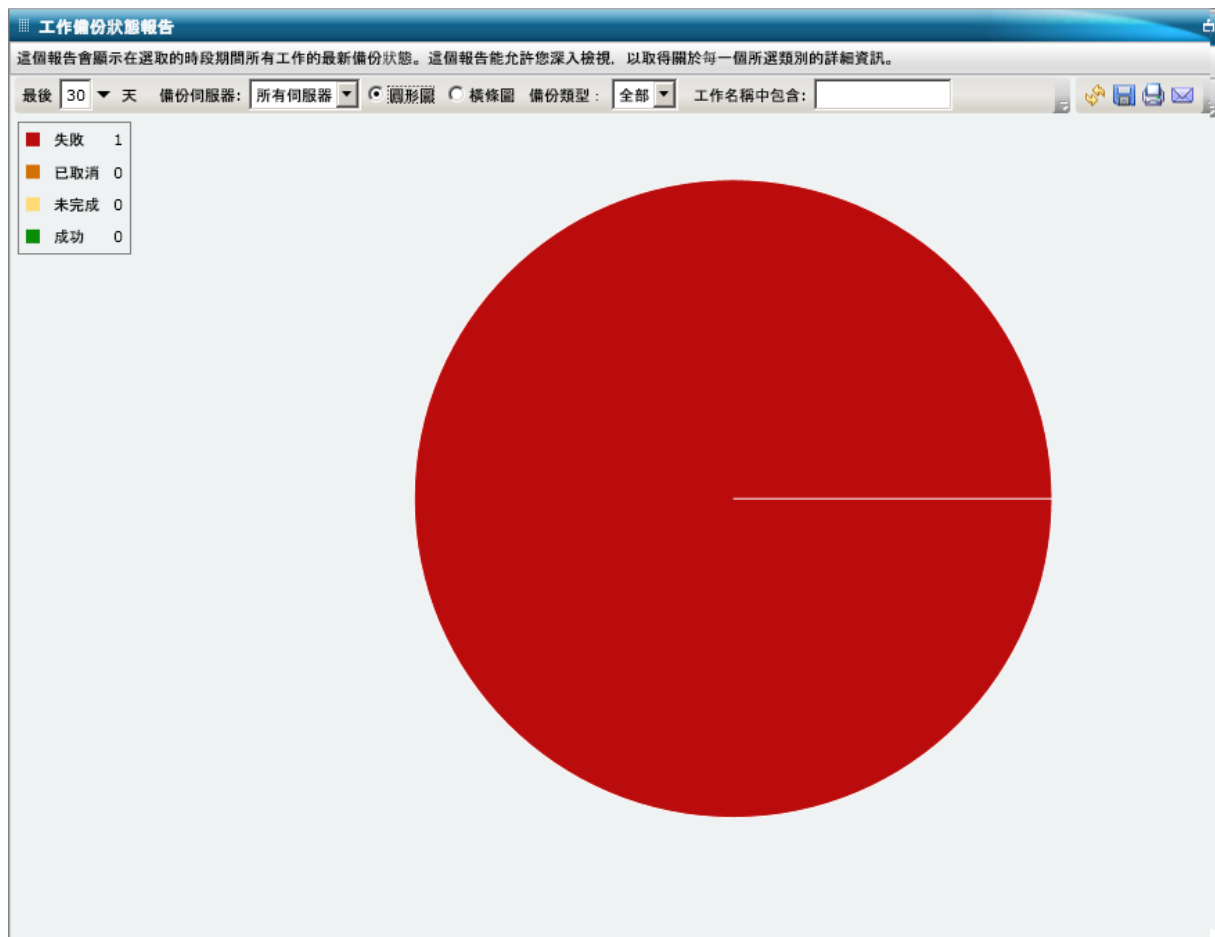 工作備份狀態報告
這個報告會顯示在選取的時段期間所有工作的最新備份狀態。這個報告能允許您深入檢視, 以取得關於每一個所選類別的詳細資訊。
最後 30 天 備份伺服器: 所有伺服器 圓形圖 橫條圖 備份類型 : 全部 工作名稱中包含:
失敗 1
已取消 0
未完成 0
成功 0